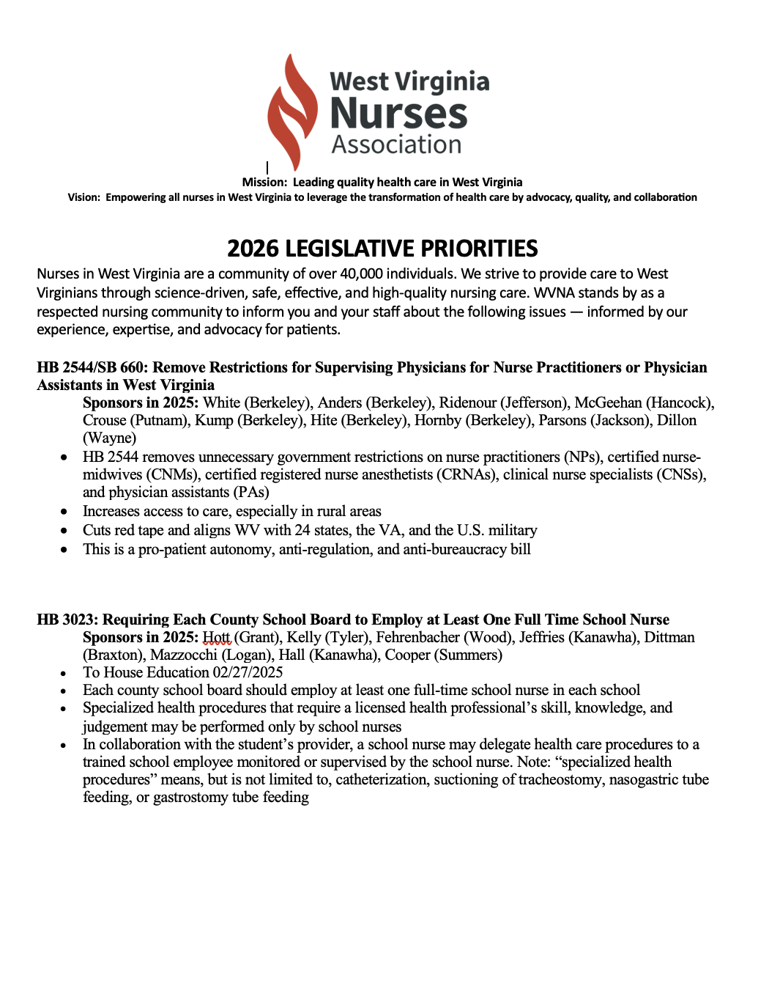 West Virginia
Nurses
Association
Mission:  Leading quality health care in West Virginia
Vision:  Empowering all nurses in West Virginia to leverage the transformation of health care by advocacy, quality, and collaboration
2026 LEGISLATIVE PRIORITIES
Nurses in West Virginia are a community of over 40,000 individuals. We strive to provide care to West
Virginians through science-driven, safe, effective, and high-quality nursing care. WVNA stands by as a
respected nursing community to inform you and your staff about the following issues — informed by our
experience, expertise, and advocacy for patients.
HB 2544/SB 660: Remove Restrictions for Supervising Physicians for Nurse Practitioners or Physician
Assistants in West Virginia
Sponsors in 2025: White (Berkeley), Anders (Berkeley), Ridenour (Jefferson), McGeehan (Hancock),
Crouse (Putnam), Kump (Berkeley), Hite (Berkeley), Hornby (Berkeley), Parsons (Jackson), Dillon
(Wayne)
• HB 2544 removes unnecessary government restrictions on nurse practitioners (NPs), certified nurse-
midwives (CNMs), certified registered nurse anesthetists (CRNAs), clinical nurse specialists (CNSs),
and physician assistants (PAs)
• Increases access to care, especially in rural areas
• Cuts red tape and aligns WV with 24 states, the VA, and the U.S. military
• This is a pro-patient autonomy, anti-regulation, and anti-bureaucracy bill
HB 3023: Requiring Each County School Board to Employ at Least One Full Time School Nurse
Sponsors in 2025: Hott (Grant), Kelly (Tyler), Fehrenbacher (Wood), Jeffries (Kanawha), Dittman
(Braxton), Mazzocchi (Logan), Hall (Kanawha), Cooper (Summers)
• To House Education 02/27/2025
• Each county school board should employ at least one full-time school nurse in each school
• Specialized health procedures that require a licensed health professional’s skill, knowledge, and
judgement may be performed only by school nurses
• In collaboration with the student’s provider, a school nurse may delegate health care procedures to a
trained school employee monitored or supervised by the school nurse. Note: “specialized health
procedures” means, but is not limited to, catheterization, suctioning of tracheostomy, nasogastric tube
feeding, or gastrostomy tube feeding